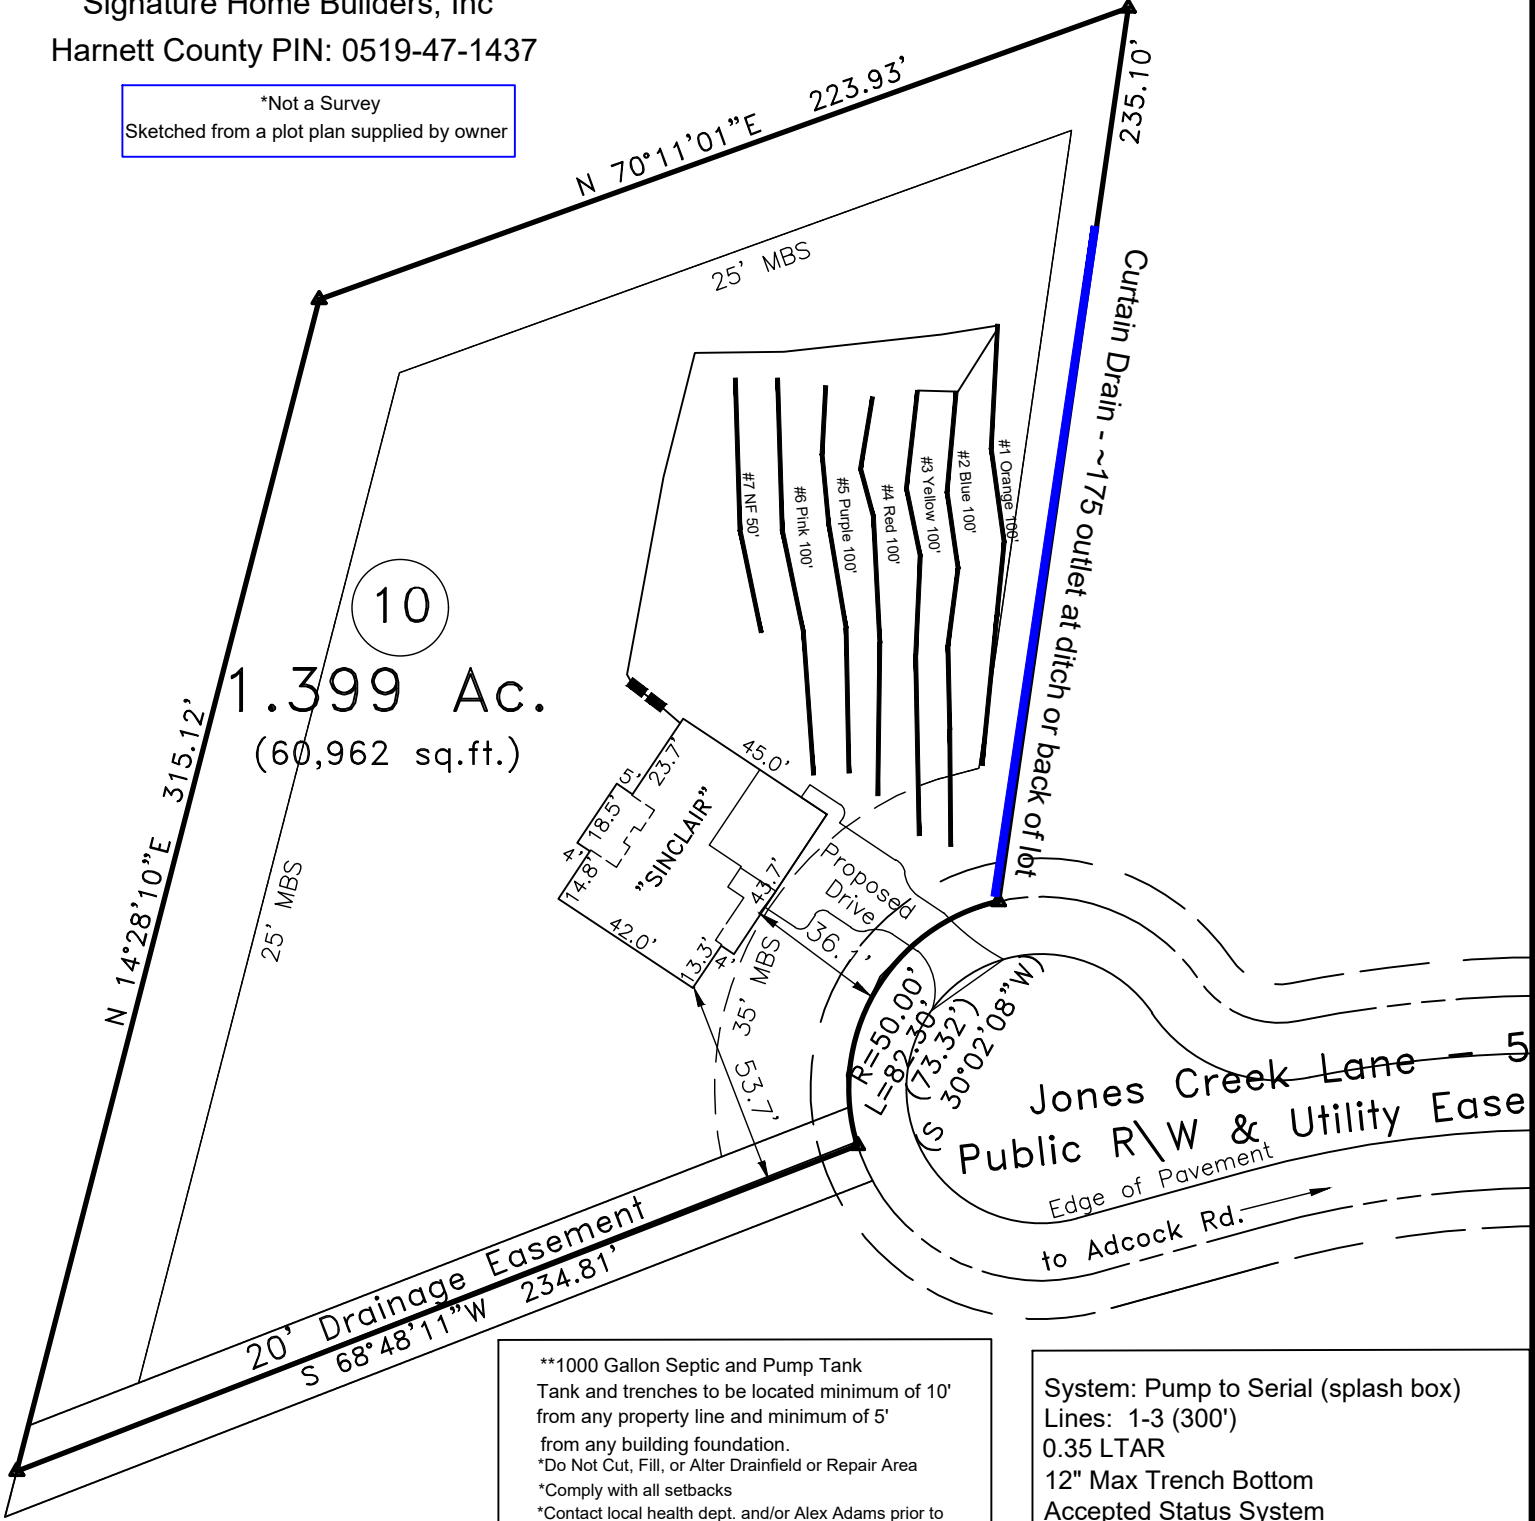 Signature Home Builders, Inc
Harnett County PIN: 0519-47-1437
*Not a Survey
Sketched from a plot plan supplied by owner
N 70°11'01"E 223.93'
235.10'
25' MBS
Curtain Drain - ~175 outlet at ditch or back of lot
#1 Orange 100'
#2 Blue 100'
#3 Yellow 100'
#4 Red 100'
#5 Purple 100'
#6 Pink 100'
#7 NF 50'
10
1.399 Ac.
(60,962 sq.ft.)
N 14°28'10"E 315.12'
25' MBS
45.0'
23.7'
5'
18.5'
4'
14.8'
"SINCLAIR"
43.7'
42.0'
13.3'
4'
Proposed
Drive
36.1'
35' MBS
53.7'
R=50.00'
L=82.30'
(73.32')
(S 30°02'08"W)
Jones Creek Lane - 5
Public R\W & Utility Ease
Edge of Pavement
to Adcock Rd.
20' Drainage Easement
S 68°48'11"W 234.81'
**1000 Gallon Septic and Pump Tank
Tank and trenches to be located minimum of 10'
from any property line and minimum of 5'
from any building foundation.
*Do Not Cut, Fill, or Alter Drainfield or Repair Area
*Comply with all setbacks
*Contact local health dept. and/or Alex Adams prior to
System: Pump to Serial (splash box)
Lines: 1-3 (300')
0.35 LTAR
12" Max Trench Bottom
Accepted Status System